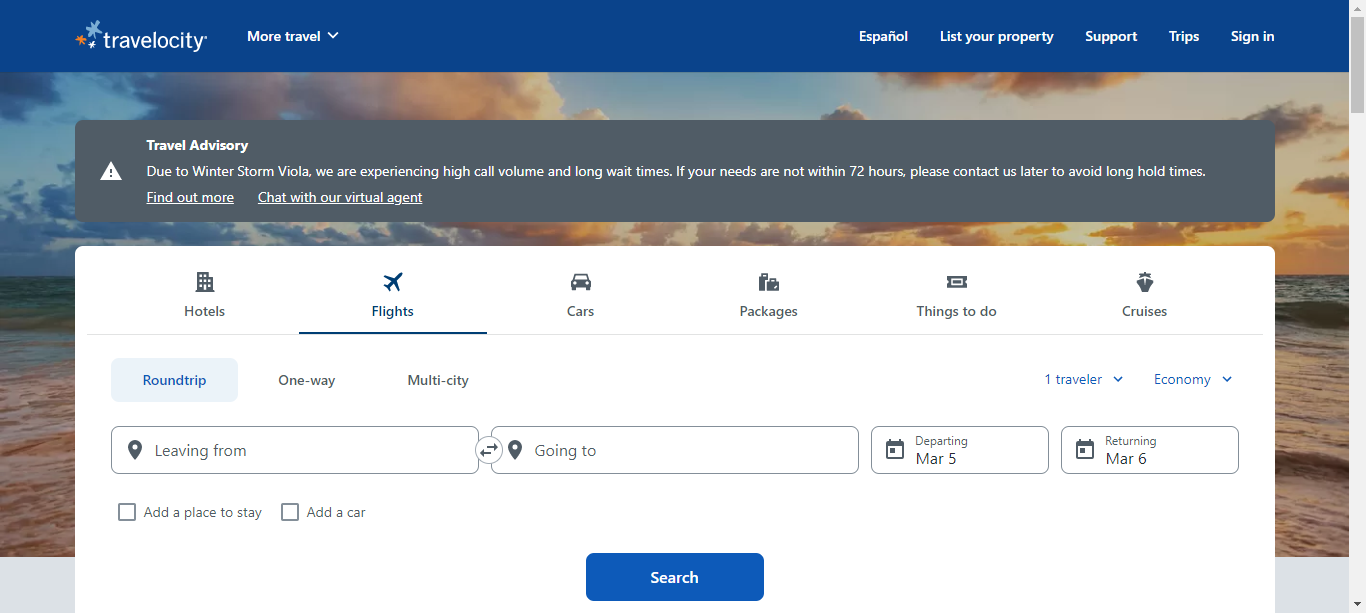 travelocity
More travel
Español
List your property
Support
Trips
Sign in
Travel Advisory
Due to Winter Storm Viola, we are experiencing high call volume and long wait times. If your needs are not within 72 hours, please contact us later to avoid long hold times.
Find out more
Chat with our virtual agent
Hotels
Flights
Cars
Packages
Things to do
Cruises
Roundtrip
One-way
Multi-city
1 traveler
Economy
Leaving from
Going to
Departing
Mar 5
Returning
Mar 6
Add a place to stay
Add a car
Search